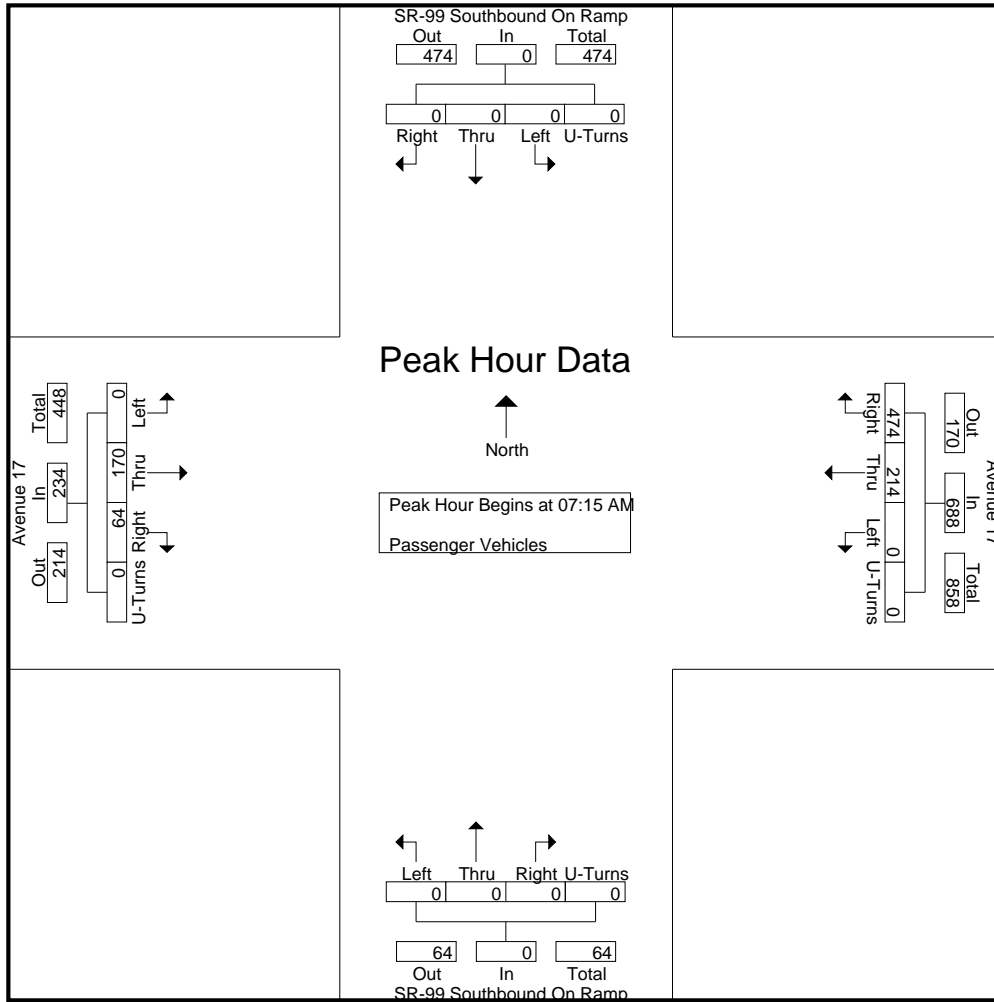 SR-99 Southbound On Ramp
Out In Total
474 0 474
0 0 0 0
Right Thru Left U-Turns
Peak Hour Data
North
Peak Hour Begins at 07:15 AM
Passenger Vehicles
Avenue 17
Total In Out
448 234 214
0 170 64 0
Left Thru Right U-Turns
Right Thru Left U-Turns
474 214 0 0
Out In Total
170 688 858
Avenue 17
Left Thru Right U-Turns
0 0 0 0
64 0 64
Out In Total
SR-99 Southbound On Ramp